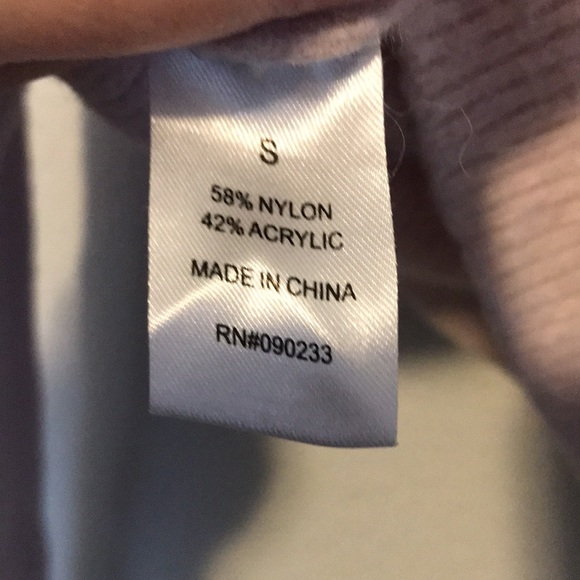 S
58% NYLON
42% ACRYLIC
MADE IN CHINA
RN#090233